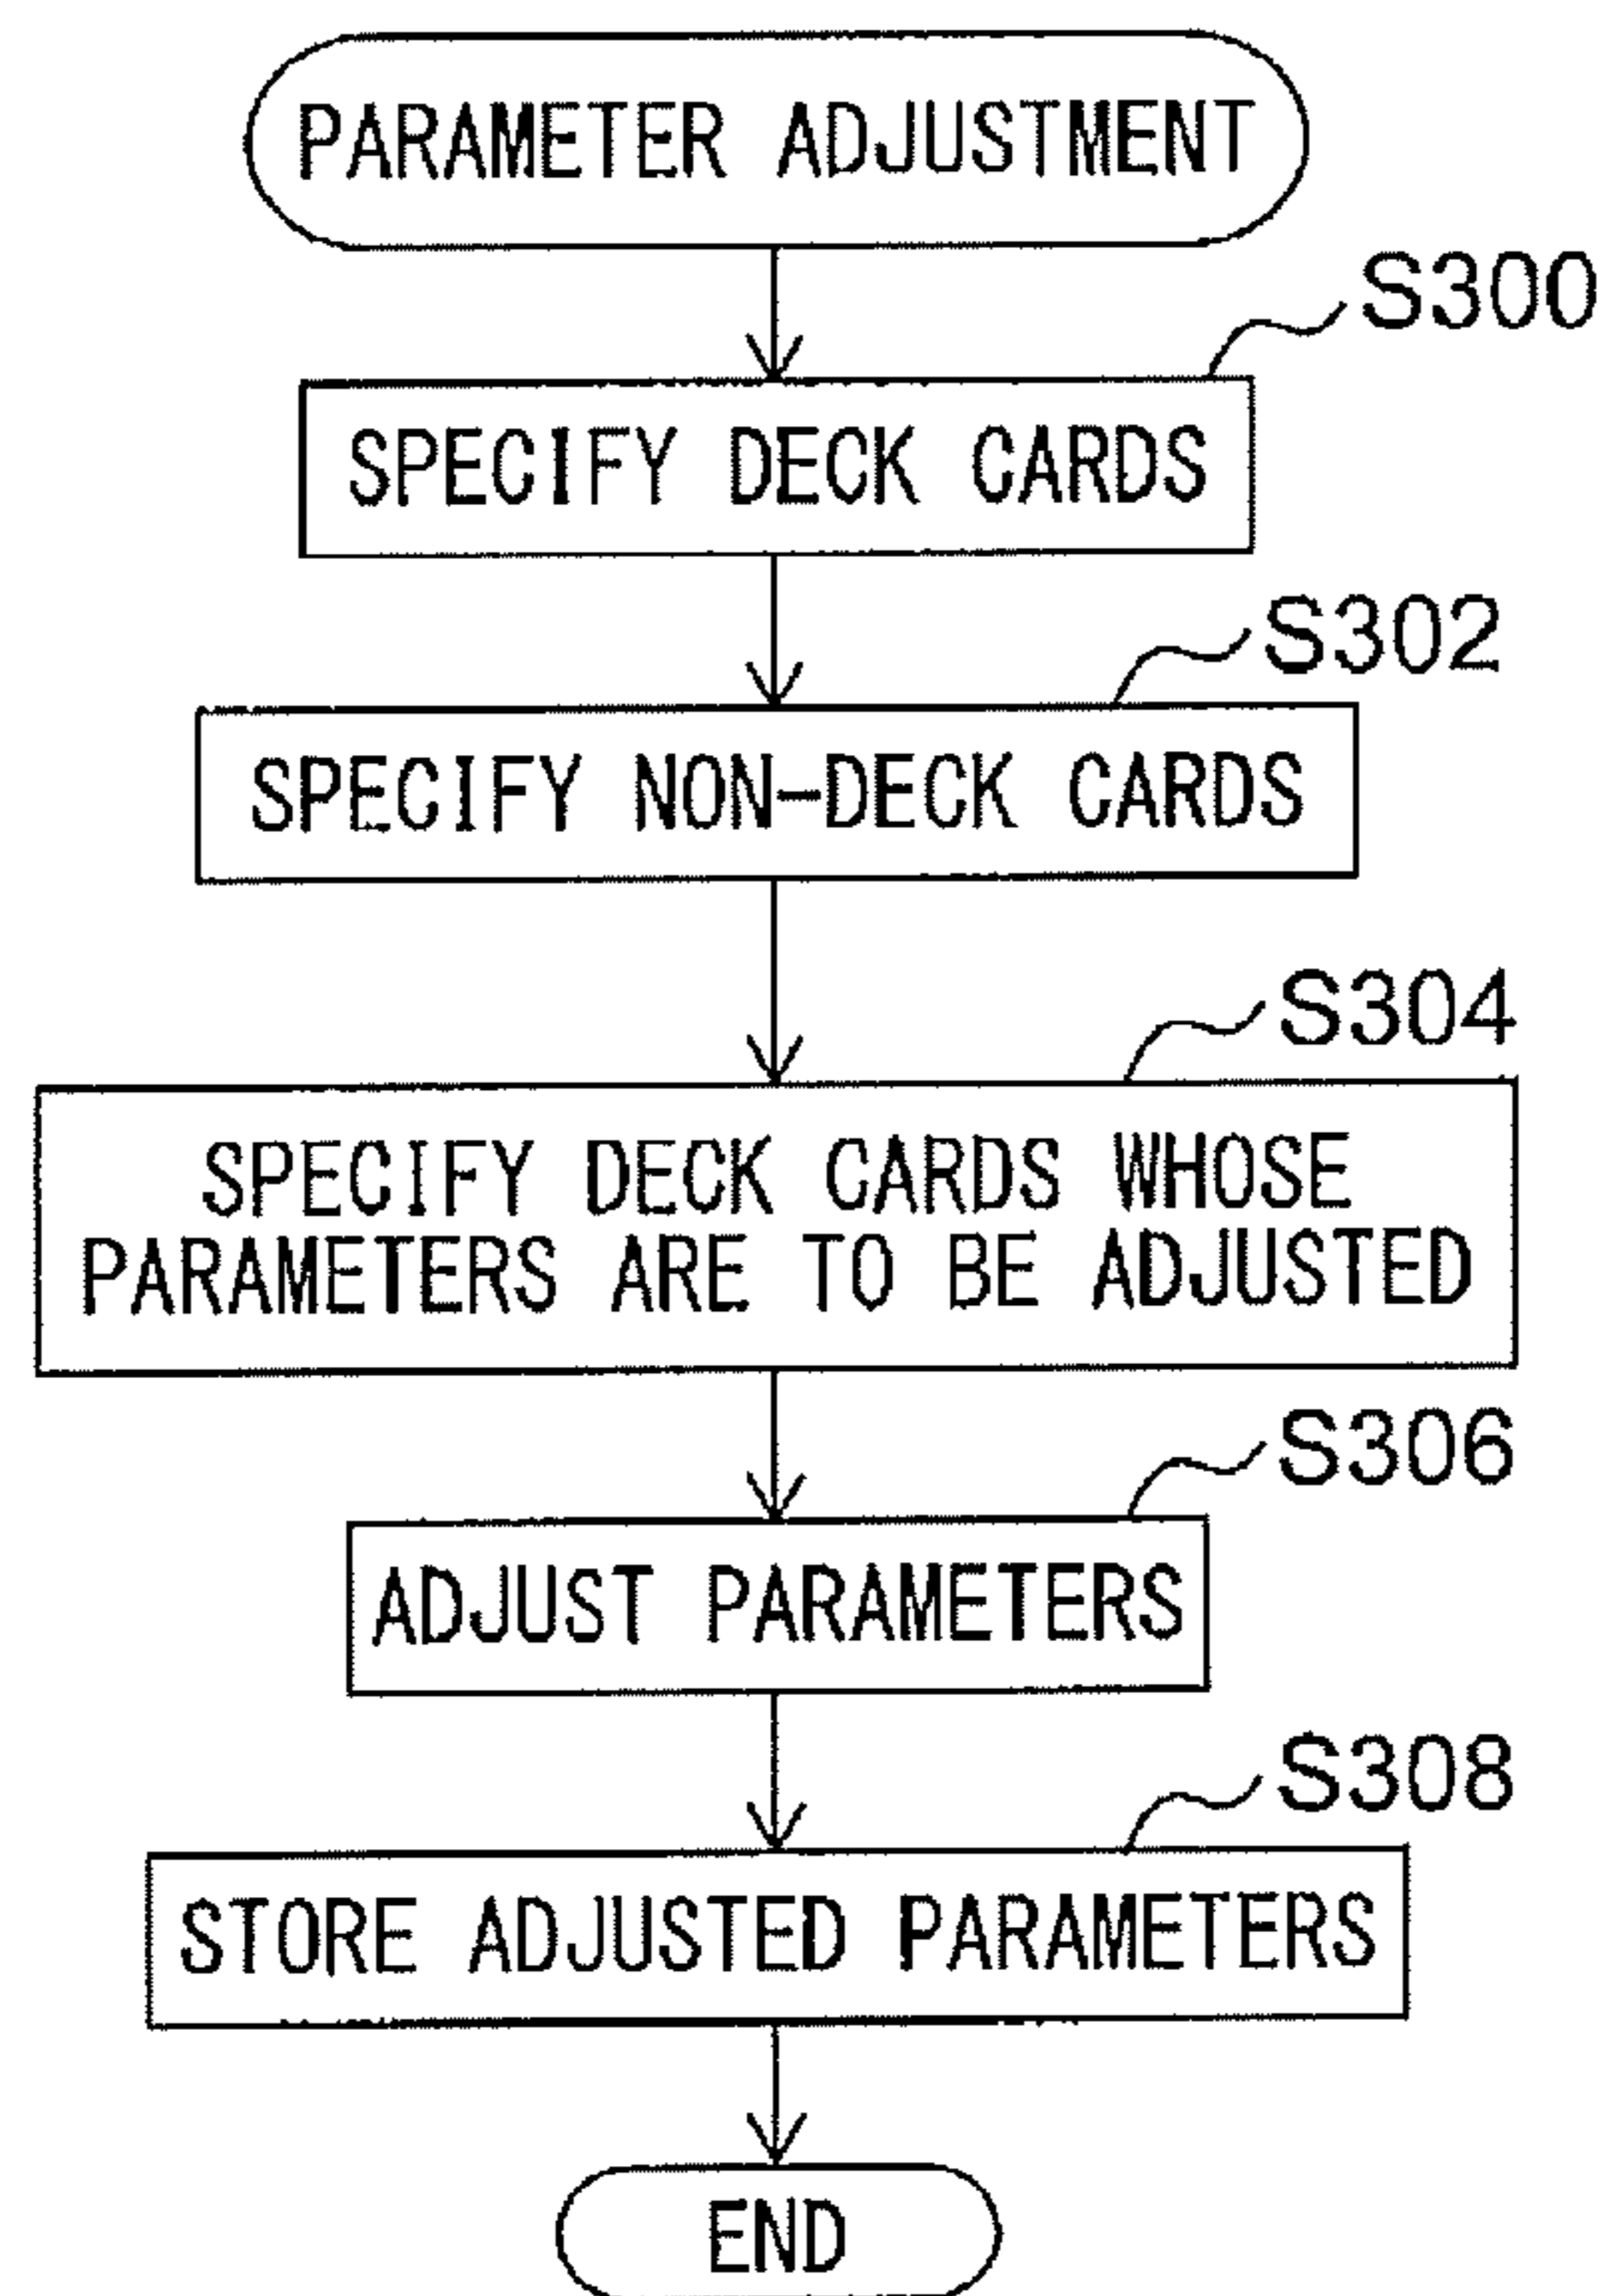 PARAMETER ADJUSTMENT
S300
SPECIFY DECK CARDS
S302
SPECIFY NON-DECK CARDS
S304
SPECIFY DECK CARDS WHOSE
PARAMETERS ARE TO BE ADJUSTED
S306
ADJUST PARAMETERS
S308
STORE ADJUSTED PARAMETERS
END